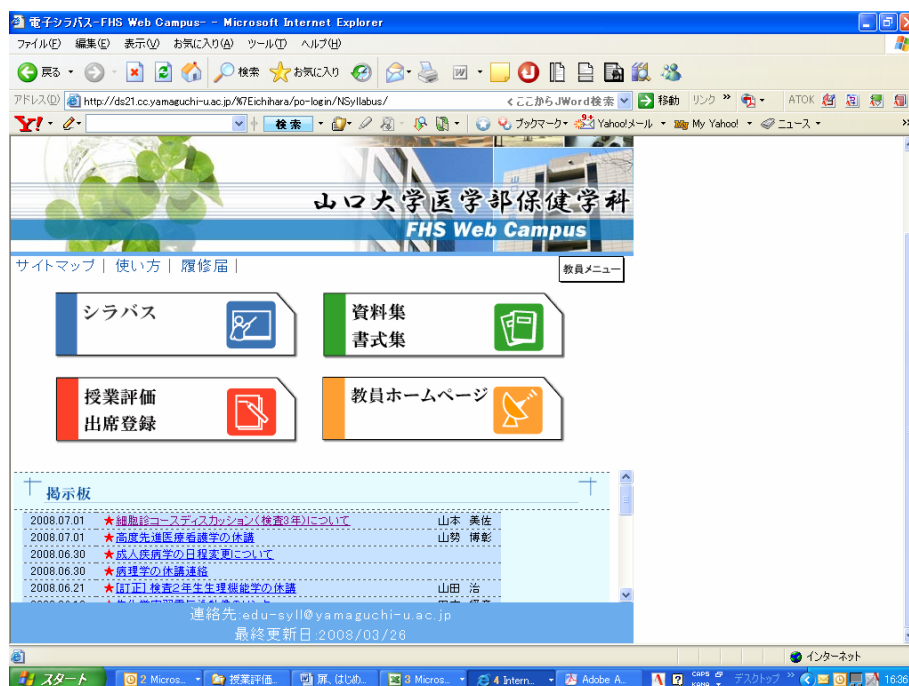 電子シラバス-FHS Web Campus- - Microsoft Internet Explorer
ファイル(F) 編集(E) 表示(V) お気に入り(A) ツール(T) ヘルプ(H)
戻る 検索 お気に入り
アドレス(D) http://ds21.cc.yamaguchi-u.ac.jp/%7Eichihara/po-login/NSyllabus/ <ここからJWord検索 移動 リンク » ATOK
Y! 検索 ブックマーク Yahoo!メール My Yahoo! ニュース »
山口大学医学部保健学科
FHS Web Campus
サイトマップ| 使い方| 履修届|
教員メニュー
シラバス
資料集
書式集
授業評価
出席登録
教員ホームページ
掲示板
2008.07.01 ★細胞診コースディスカッション(検査3年)について 山本 美佐
2008.07.01 ★高度先進医療看護学の休講 山勢 博彰
2008.06.30 ★成人疾病学の日程変更について
2008.06.30 ★病理学の休講連絡
2008.06.21 ★[訂正] 検査2年生生理機能学の休講 山田 治
連絡先:edu-syll@yamaguchi-u.ac.jp
最終更新日:2008/03/26
インターネット
スタート 2 Micros... 授業評価... 扉、はじめ... 3 Micros... 4 Intern... Adobe A... CAPS KANA デスクトップ » 16:36